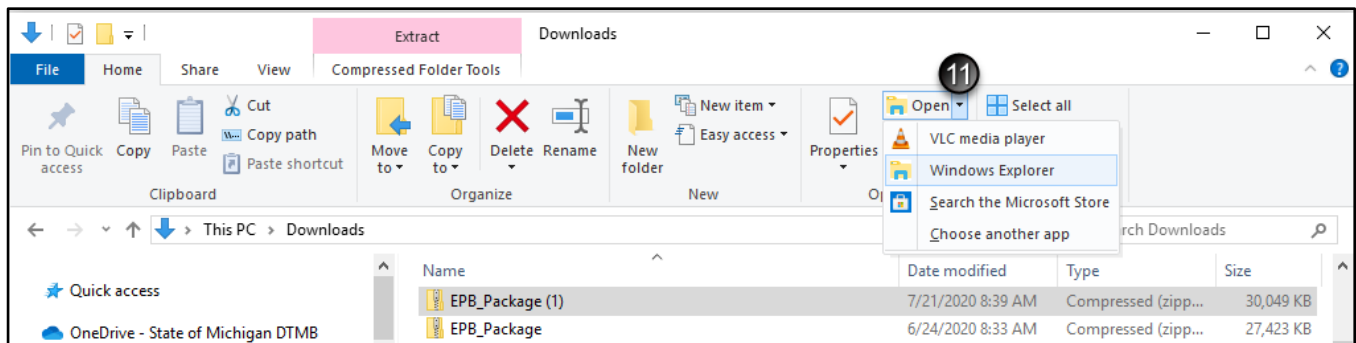 Extract
Downloads
File
Home
Share
View
Compressed Folder Tools
11
Pin to Quick access
Copy
Paste
Cut
Copy path
Paste shortcut
Clipboard
Move to
Copy to
Delete
Rename
Organize
New folder
New item
Easy access
New
Properties
Open
Select all
VLC media player
Windows Explorer
Search the Microsoft Store
Choose another app
This PC > Downloads
Downloads
Quick access
OneDrive - State of Michigan DTMB
Name
Date modified
Type
Size
EPB_Package (1)
7/21/2020 8:39 AM
Compressed (zipp...
30,049 KB
EPB_Package
6/24/2020 8:33 AM
Compressed (zipp...
27,423 KB